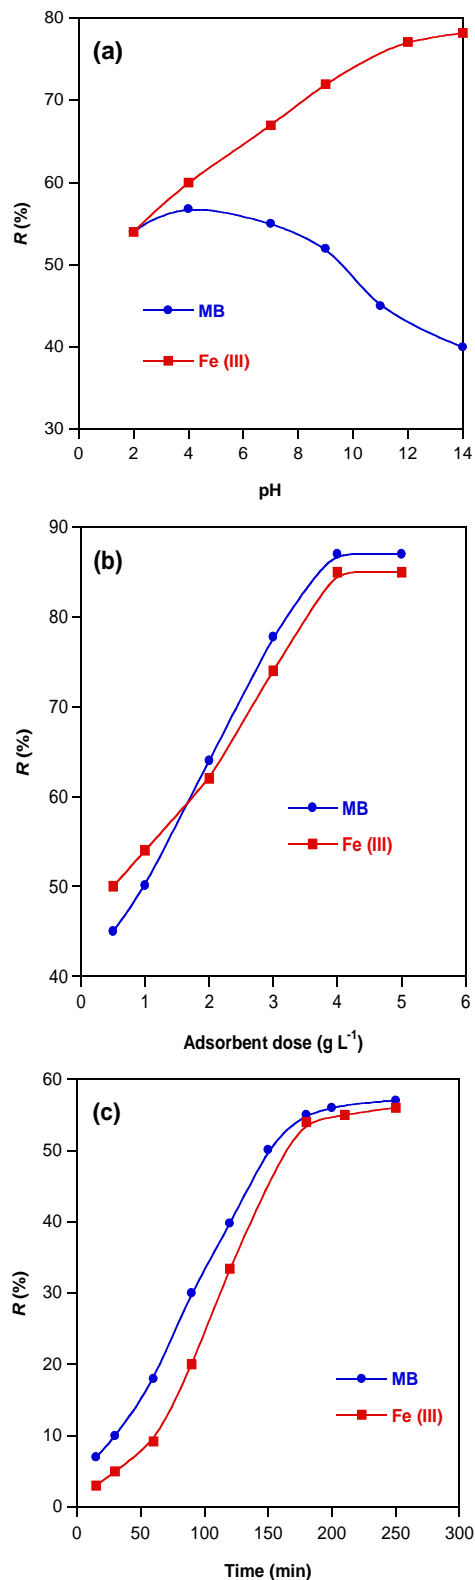 (a)
80
70
60
50
40
30
R (%)
MB
Fe (III)
0 2 4 6 8 10 12 14
pH
(b)
90
80
70
60
50
40
R (%)
MB
Fe (III)
0 1 2 3 4 5 6
Adsorbent dose (g L⁻¹)
(c)
60
50
40
30
20
10
0
R (%)
MB
Fe (III)
0 50 100 150 200 250 300
Time (min)